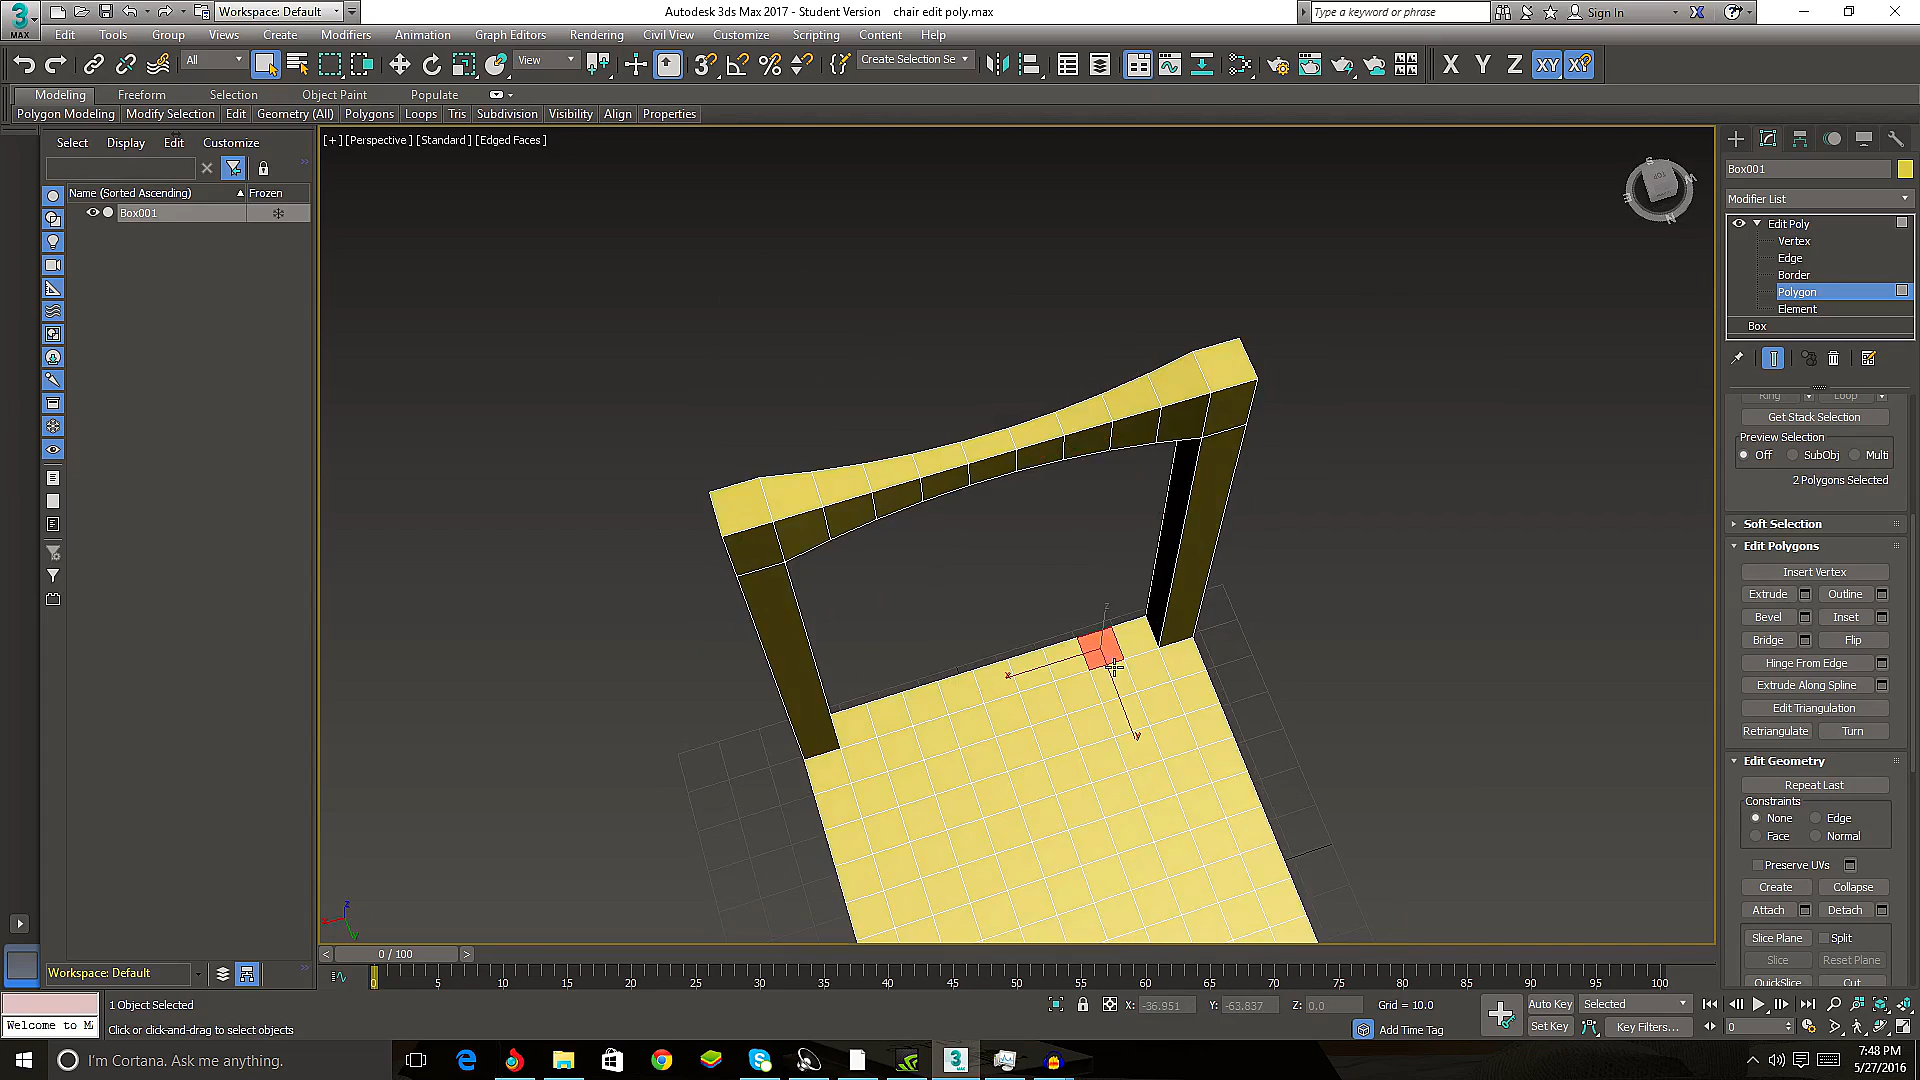 Workspace: Default
Autodesk 3ds Max 2017 - Student Version    chair edit poly.max
Type a keyword or phrase
Sign In
3
MAX
Edit Tools Group Views Create Modifiers Animation Graph Editors Rendering Civil View Customize Scripting Content Help
All
View
Create Selection Se
X Y Z XY XY
Modeling Freeform Selection Object Paint Populate
Polygon Modeling Modify Selection Edit Geometry (All) Polygons Loops Tris Subdivision Visibility Align Properties
Select Display Edit Customize
Name (Sorted Ascending) Frozen
Box001
[+] [Perspective] [Standard] [Edged Faces]
TOP
S
W
E
N
z
x
y
z
x
y
Box001
Modifier List
Edit Poly
Vertex
Edge
Border
Polygon
Element
Box
Ring Loop
Get Stack Selection
Preview Selection
Off SubObj Multi
2 Polygons Selected
Soft Selection
Edit Polygons
Insert Vertex
Extrude Outline
Bevel Inset
Bridge Flip
Hinge From Edge
Extrude Along Spline
Edit Triangulation
Retriangulate Turn
Edit Geometry
Repeat Last
Constraints
None Edge
Face Normal
Preserve UVs
Create Collapse
Attach Detach
Slice Plane Split
Slice Reset Plane
QuickSlice Cut
< 0 / 100 >
Workspace: Default
0 5 10 15 20 25 30 35 40 45 50 55 60 65 70 75 80 85 90 95 100
1 Object Selected
X: -36.951 Y: -63.837 Z: 0.0 Grid = 10.0
Auto Key Selected
Welcome to M
Click or click-and-drag to select objects
Add Time Tag
Set Key Key Filters...
0
I'm Cortana. Ask me anything.
7:48 PM
5/27/2016